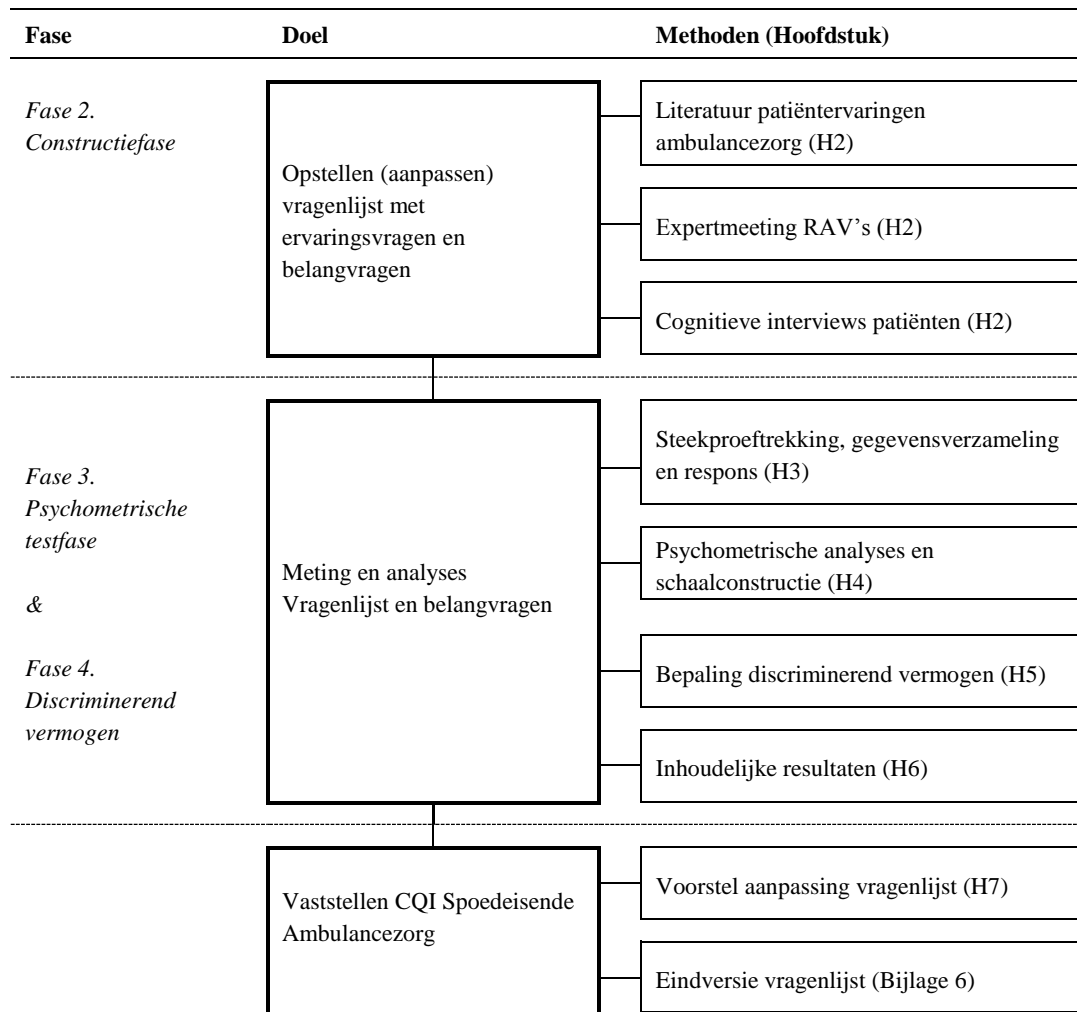 Fase Doel Methoden (Hoofdstuk)
Fase 2.
Constructiefase
Opstellen (aanpassen)
vragenlijst met
ervaringsvragen en
belangvragen
Literatuur patiëntervaringen
ambulancezorg (H2)
Expertmeeting RAV’s (H2)
Cognitieve interviews patiënten (H2)
Fase 3.
Psychometrische
testfase
&
Fase 4.
Discriminerend
vermogen
Meting en analyses
Vragenlijst en belangvragen
Steekproeftrekking, gegevensverzameling
en respons (H3)
Psychometrische analyses en
schaalconstructie (H4)
Bepaling discriminerend vermogen (H5)
Inhoudelijke resultaten (H6)
Vaststellen CQI Spoedeisende
Ambulancezorg
Voorstel aanpassing vragenlijst (H7)
Eindversie vragenlijst (Bijlage 6)